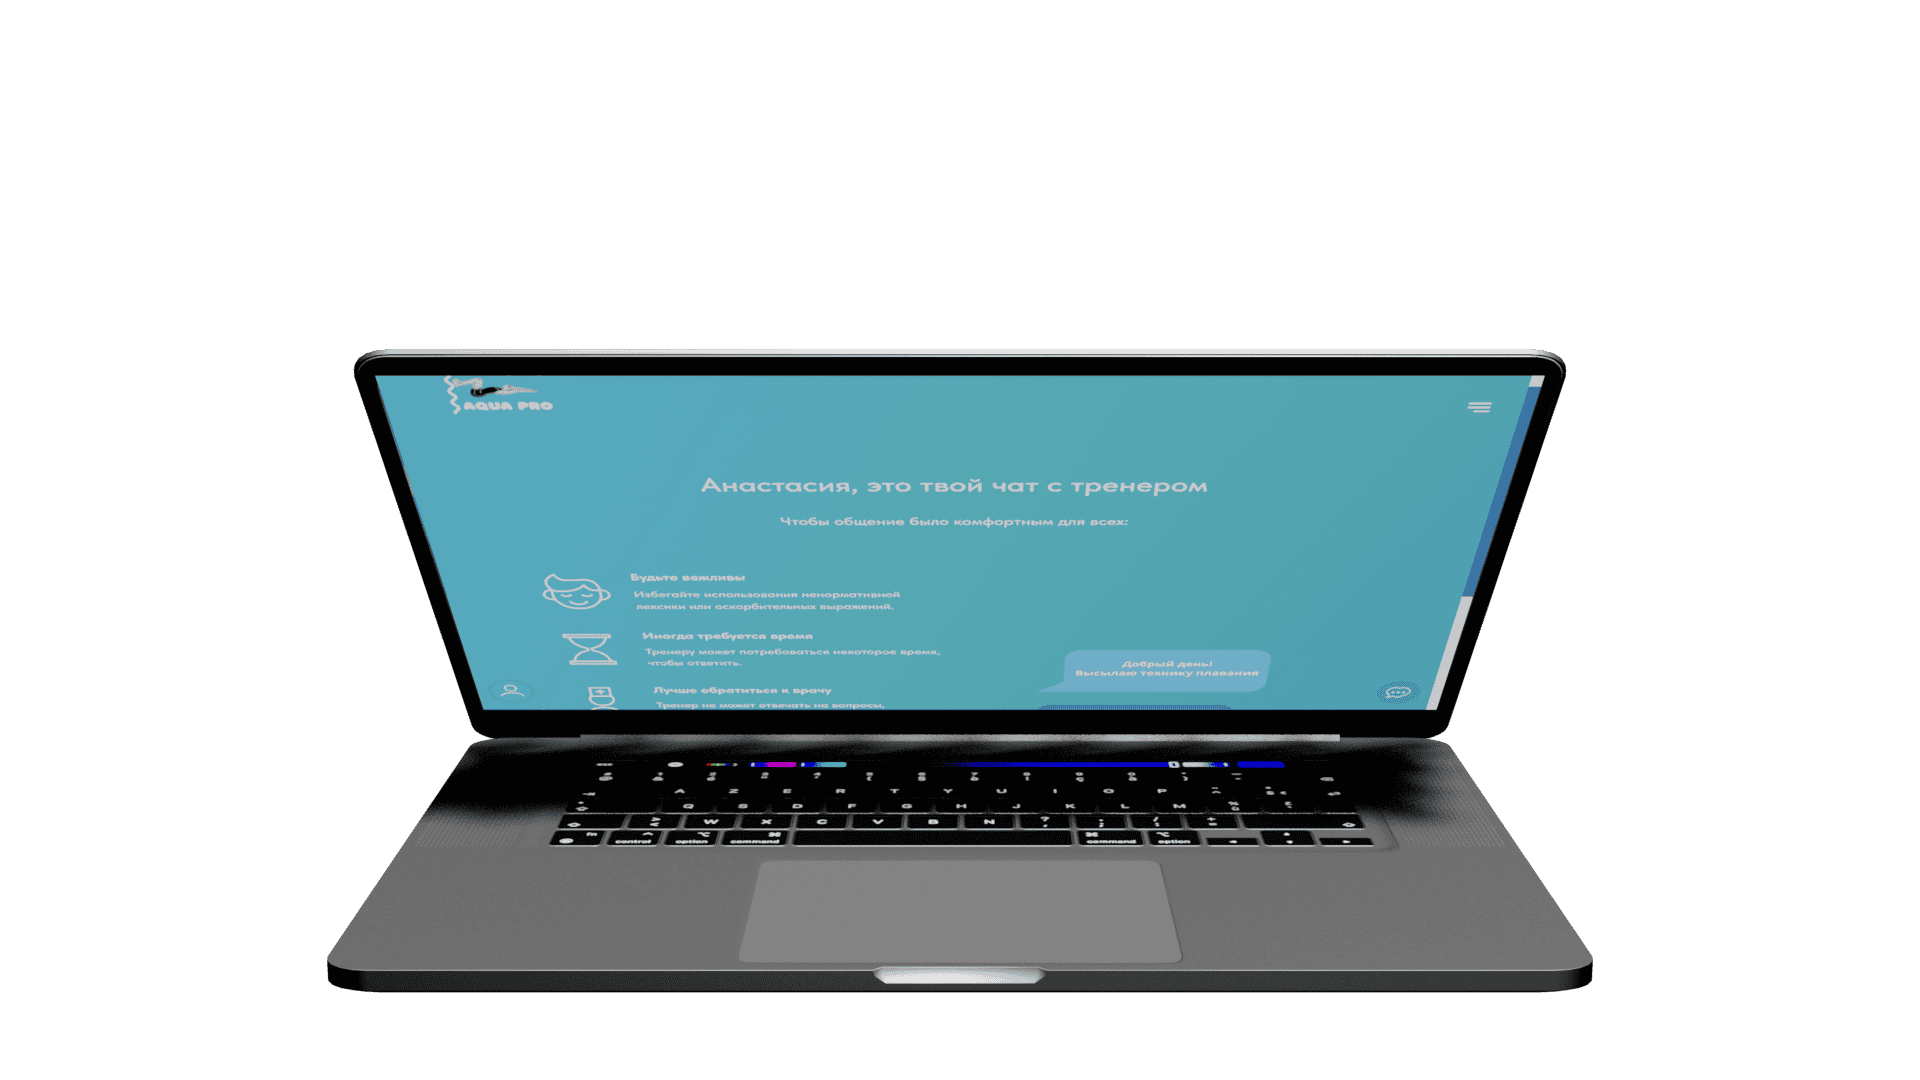 AQUA PRO
Анастасия, это твой чат с тренером
Чтобы общение было комфортным для всех:
Будьте вежливы
Избегайте использования ненормативной
лексики или оскорбительных выражений.
Иногда требуется время
Тренеру может потребоваться некоторое время,
чтобы ответить.
Лучше обратиться к врачу
Тренер не может отвечать на вопросы,
Добрый день!
Высылаю технику плавания
A Z E R T Y U I O P
Q S D F G H J K L M
W X C V B N
fn control option command command option